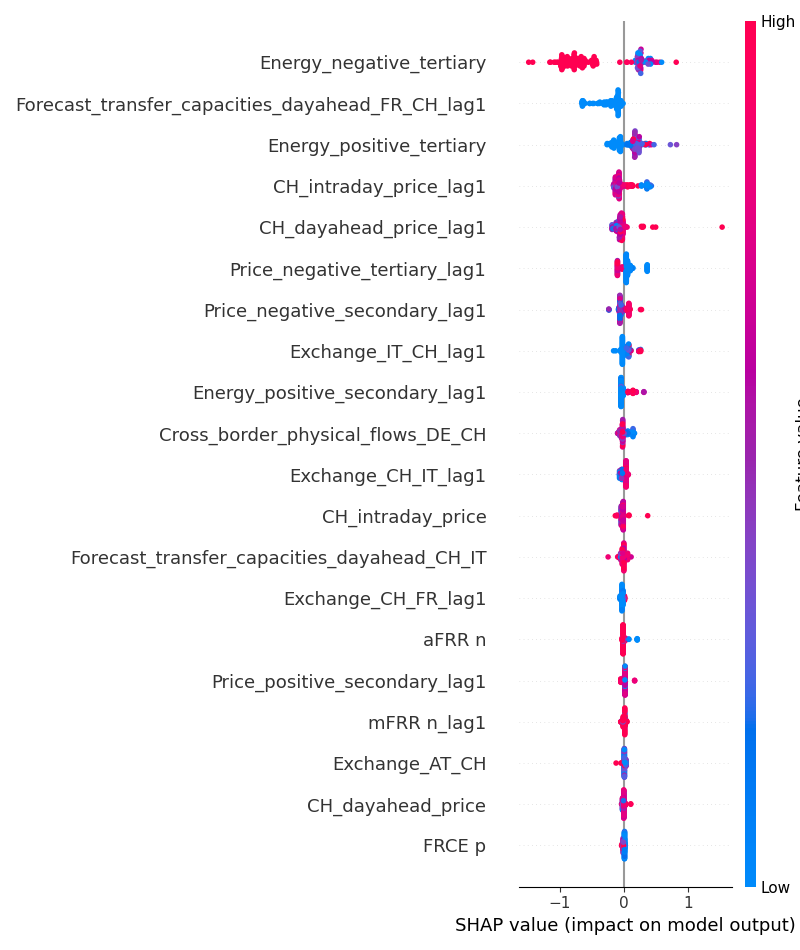 High
Energy_negative_tertiary
Forecast_transfer_capacities_dayahead_FR_CH_lag1
Energy_positive_tertiary
CH_intraday_price_lag1
CH_dayahead_price_lag1
Price_negative_tertiary_lag1
Price_negative_secondary_lag1
Exchange_IT_CH_lag1
Energy_positive_secondary_lag1
Cross_border_physical_flows_DE_CH
Exchange_CH_IT_lag1
CH_intraday_price
Forecast_transfer_capacities_dayahead_CH_IT
Exchange_CH_FR_lag1
aFRR n
Price_positive_secondary_lag1
mFRR n_lag1
Exchange_AT_CH
CH_dayahead_price
FRCE p
Low
−1 0 1
SHAP value (impact on model output)